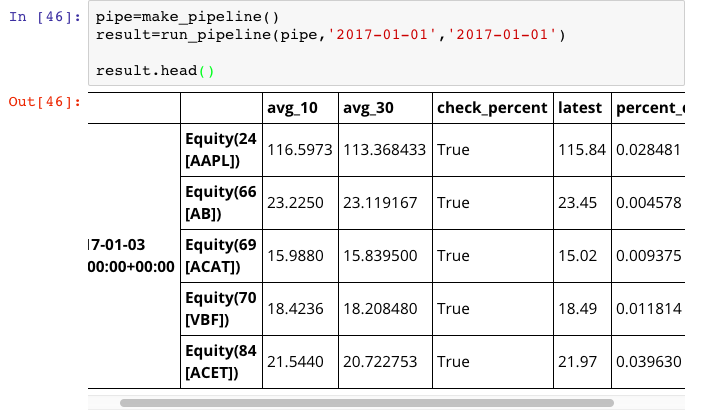 In [46]: pipe=make_pipeline()
result=run_pipeline(pipe,'2017-01-01','2017-01-01')
result.head()
Out[46]:
avg_10 avg_30 check_percent latest percent_
17-01-03
00:00+00:00
Equity(24
[AAPL]) 116.5973 113.368433 True 115.84 0.028481
Equity(66
[AB]) 23.2250 23.119167 True 23.45 0.004578
Equity(69
[ACAT]) 15.9880 15.839500 True 15.02 0.009375
Equity(70
[VBF]) 18.4236 18.208480 True 18.49 0.011814
Equity(84
[ACET]) 21.5440 20.722753 True 21.97 0.039630